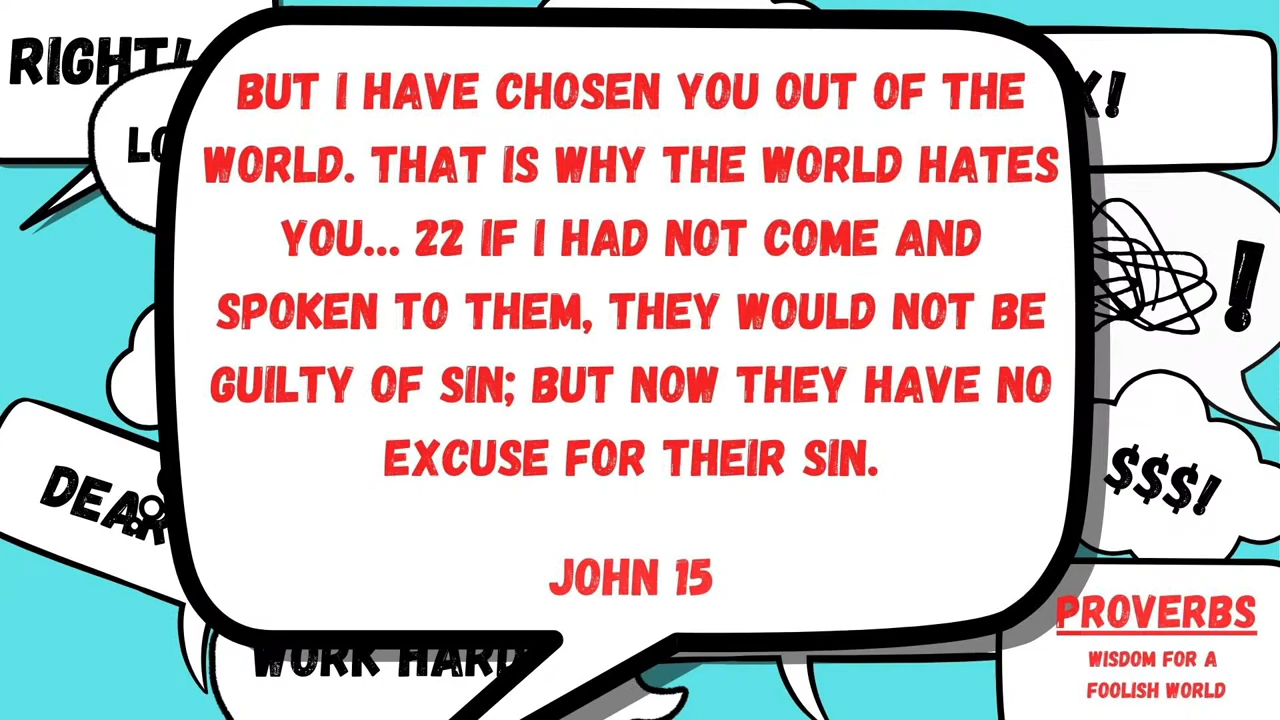 RIGHT!
BUT I HAVE CHOSEN YOU OUT OF THE
WORLD. THAT IS WHY THE WORLD HATES
YOU... 22 IF I HAD NOT COME AND
SPOKEN TO THEM, THEY WOULD NOT BE
GUILTY OF SIN; BUT NOW THEY HAVE NO
EXCUSE FOR THEIR SIN.
JOHN 15
$$$!
!
WORK HARD
PROVERBS
WISDOM FOR A
FOOLISH WORLD